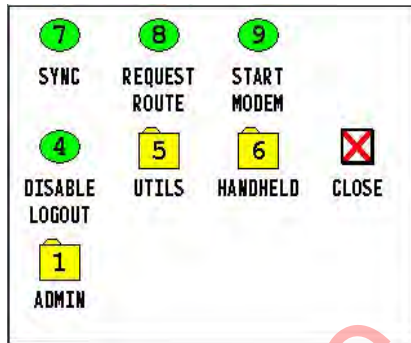 7 8 9
SYNC REQUEST START
ROUTE MODEM
4 5 6
DISABLE UTILS HANDHELD CLOSE
LOGOUT
1
ADMIN